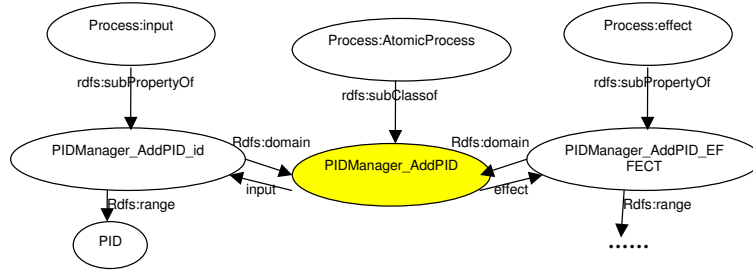 Process:input
Process:AtomicProcess
Process:effect
rdfs:subPropertyOf
rdfs:subClassof
rdfs:subPropertyOf
PIDManager_AddPID_id
Rdfs:domain
PIDManager_AddPID
Rdfs:domain
PIDManager_AddPID_EF
FECT
input
effect
Rdfs:range
Rdfs:range
PID
......